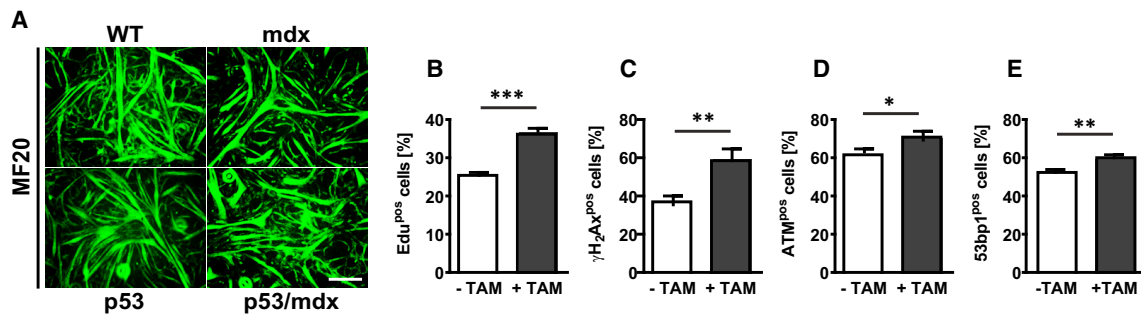 A
WT
mdx
MF20
p53
p53/mdx
B
***
Edu^pos cells [%]
40
30
20
10
0
- TAM + TAM
C
**
γH₂Ax^pos cells [%]
80
60
40
20
0
- TAM + TAM
D
*
ATM^pos cells [%]
80
60
40
20
0
- TAM + TAM
E
**
53bp1^pos cells [%]
80
60
40
20
0
-TAM +TAM